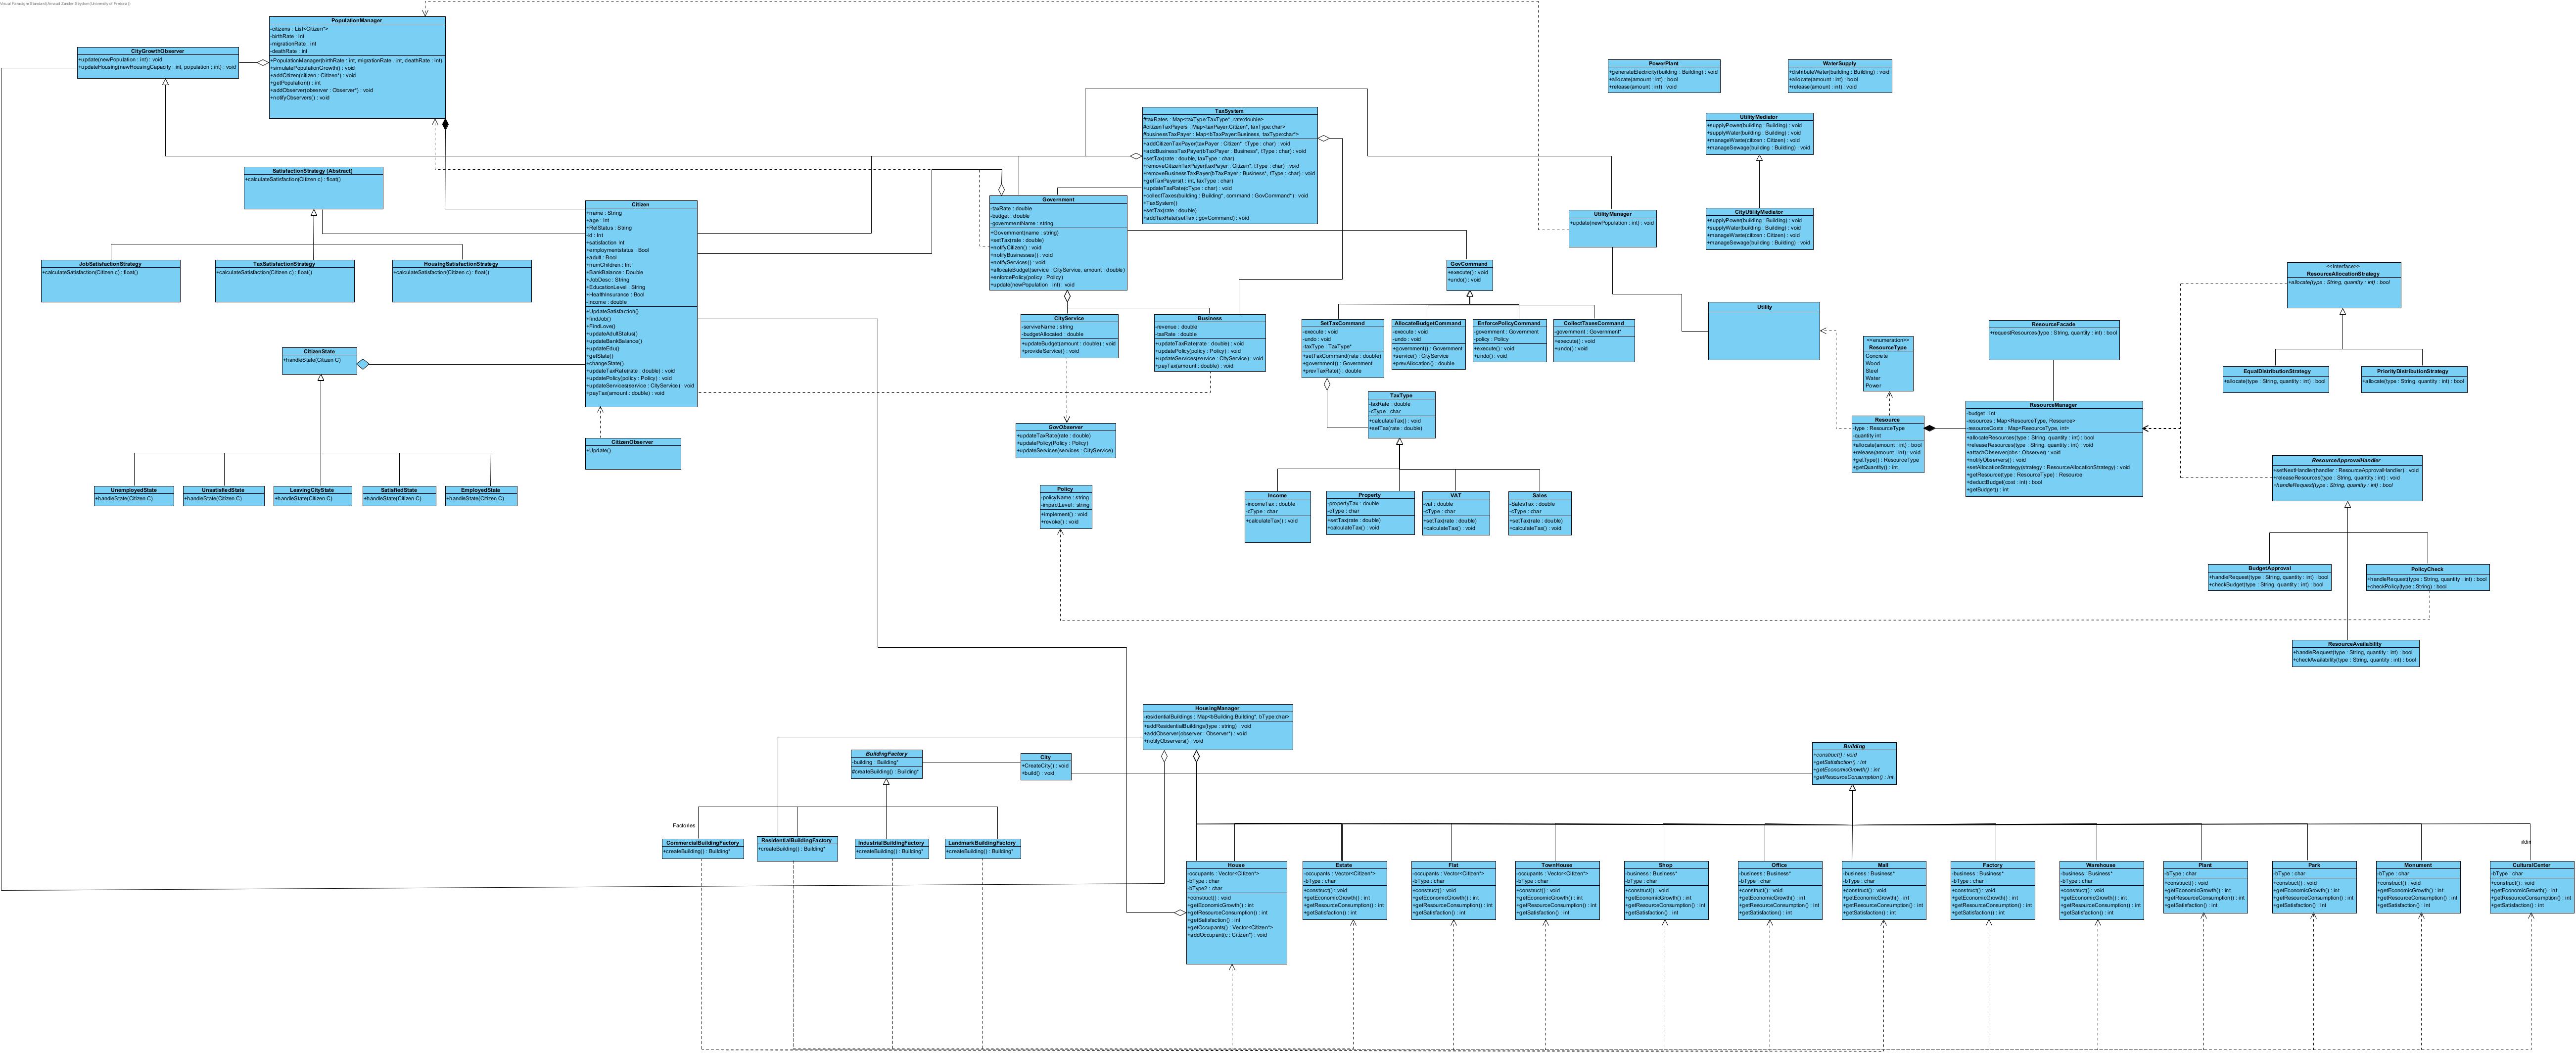 Visual Paradigm Standard(Arnaud Zander Strydom(University of Pretoria))
PopulationManager
-citizens : List<Citizen*>
-birthRate : int
-migrationRate : int
-deathRate : int
+PopulationManager(birthRate : int, migrationRate : int, deathRate : int)
+simulatePopulationGrowth() : void
+addCitizen(citizen : Citizen*) : void
+getPopulation() : int
+addObserver(observer : Observer*) : void
+notifyObservers() : void
CityGrowthObserver
+update(newPopulation : int) : void
+updateHousing(newHousingCapacity : int, population : int) : void
SatisfactionStrategy (Abstract)
+calculateSatisfaction(Citizen c) : float()
JobSatisfactionStrategy
+calculateSatisfaction(Citizen c) : float()
TaxSatisfactionStrategy
+calculateSatisfaction(Citizen c) : float()
HousingSatisfactionStrategy
+calculateSatisfaction(Citizen c) : float()
CitizenState
+handleState(Citizen C)
UnemployedState
+handleState(Citizen C)
UnsatisfiedState
+handleState(Citizen C)
LeavingCityState
+handleState(Citizen C)
SatisfiedState
+handleState(Citizen C)
EmployedState
+handleState(Citizen C)
Citizen
+name : String
+age : Int
+RelStatus : String
-id : Int
+satisfaction Int
+employmentstatus : Bool
+adult : Bool
+numChildren : Int
+BankBalance : Double
+JobDesc : String
+EducationLevel : String
+HealthInsurance : Bool
-Income : double
+UpdateSatisfaction()
+findJob()
+FindLove()
+updateAdultStatus()
+updateBankBalance()
+updateEdu()
+getState()
+changeState()
+updateTaxRate(rate : double) : void
+updatePolicy(policy : Policy) : void
+updateServices(service : CityService) : void
+payTax(amount : double) : void
CitizenObserver
+Update()
TaxSystem
#taxRates : Map<taxType:TaxType*, rate:double>
#citizenTaxPayers : Map<taxPayer:Citizen*, taxType:char>
#businessTaxPayer : Map<bTaxPayer:Business, taxType:char*>
+addCitizenTaxPayer(taxPayer : Citizen*, tType : char) : void
+addBusinessTaxPayer(bTaxPayer : Business*, tType : char) : void
+setTax(rate : double, taxType : char)
+removeCitizenTaxPayer(taxPayer : Citizen*, tType : char) : void
+removeBusinessTaxPayer(bTaxPayer : Business*, tType : char) : void
+getTaxPayers(t : int, taxType : char)
+updateTaxRate(cType : char) : void
+collectTaxes(building : Building*, command : GovCommand*) : void
+TaxSystem()
+setTax(rate : double)
+addTaxRate(setTax : govCommand) : void
Government
-taxRate : double
-budget : double
-governmentName : string
+Government(name : string)
+setTax(rate : double)
+notifyCitizen() : void
+notifyBusinesses() : void
+notifyServices() : void
+allocateBudget(service : CityService, amount : double)
+enforcePolicy(policy : Policy)
+update(newPopulation : int) : void
CityService
-serviveName : string
-budgetAllocated : double
+updateBudget(amount : double) : void
+provideService() : void
Business
-revenue : double
-taxRate : double
+updateTaxRate(rate : double) : void
+updatePolicy(policy : Policy) : void
+updateServices(service : CityService) : void
+payTax(amount : double) : void
GovObserver
+updateTaxRate(rate : double)
+updatePolicy(Policy : Policy)
+updateServices(services : CityService)
Policy
-policyName : string
-impactLevel : string
+implement() : void
+revoke() : void
GovCommand
+execute() : void
+undo() : void
SetTaxCommand
-execute : void
-undo : void
-taxType : TaxType*
+setTaxCommand(rate : double)
+government() : Government
+prevTaxRate() : double
AllocateBudgetCommand
-execute : void
-undo : void
+government() : Government
+service() : CityService
+prevAllocation() : double
EnforcePolicyCommand
-government : Government
-policy : Policy
+execute() : void
+undo() : void
CollectTaxesCommand
-government : Government*
+execute() : void
+undo() : void
TaxType
-taxRate : double
-cType : char
+calculateTax() : void
+setTax(rate : double)
Income
-incomeTax : double
-cType : char
+calculateTax() : void
Property
-propertyTax : double
-cType : char
+setTax(rate : double)
+calculateTax() : void
VAT
-vat : double
-cType : char
+setTax(rate : double)
+calculateTax() : void
Sales
-SalesTax : double
-cType : char
+setTax(rate : double)
+calculateTax() : void
PowerPlant
+generateElectricity(building : Building) : void
+allocate(amount : int) : bool
+release(amount : int) : void
WaterSupply
+distributeWater(building : Building) : void
+allocate(amount : int) : bool
+release(amount : int) : void
UtilityMediator
+supplyPower(building : Building) : void
+supplyWater(building : Building) : void
+manageWaste(citizen : Citizen) : void
+manageSewage(building : Building) : void
CityUtilityMediator
+supplyPower(building : Building) : void
+supplyWater(building : Building) : void
+manageWaste(citizen : Citizen) : void
+manageSewage(building : Building) : void
UtilityManager
+update(newPopulation : int) : void
Utility
<<enumeration>>
ResourceType
Concrete
Wood
Steel
Water
Power
Resource
-type : ResourceType
-quantity int
+allocate(amount : int) : bool
+release(amount : int) : void
+getType() : ResourceType
+getQuantity() : int
ResourceFacade
+requestResources(type : String, quantity : int) : bool
ResourceManager
-budget : int
-resources : Map<ResourceType, Resource>
-resourceCosts : Map<ResourceType, int>
+allocateResources(type : String, quantity : int) : bool
+releaseResources(type : String, quantity : int) : void
+attachObserver(obs : Observer) : void
+notifyObservers() : void
+setAllocationStrategy(strategy : ResourceAllocationStrategy) : void
+getResource(type : ResourceType) : Resource
+deductBudget(cost : int) : bool
+getBudget() : int
<<Interface>>
ResourceAllocationStrategy
+allocate(type : String, quantity : int) : bool
EqualDistributionStrategy
+allocate(type : String, quantity : int) : bool
PriorityDistributionStrategy
+allocate(type : String, quantity : int) : bool
ResourceApprovalHandler
+setNextHandler(handler : ResourceApprovalHandler) : void
+releaseResources(type : String, quantity : int) : void
+handleRequest(type : String, quantity : int) : bool
BudgetApproval
+handleRequest(type : String, quantity : int) : bool
+checkBudget(type : String, quantity : int) : bool
PolicyCheck
+handleRequest(type : String, quantity : int) : bool
+checkPolicy(type : String) : bool
ResourceAvailability
+handleRequest(type : String, quantity : int) : bool
+checkAvailability(type : String, quantity : int) : bool
HousingManager
-residentialBuildings : Map<bBuilding:Building*, bType:char>
+addResidentialBuildings(type : string) : void
+addObserver(observer : Observer*) : void
+notifyObservers() : void
BuildingFactory
-building : Building*
#createBuilding() : Building*
City
+CreateCity() : void
+build() : void
Building
+construct() : void
+getSatisfaction() : int
+getEconomicGrowth() : int
+getResourceConsumption() : int
Factories
CommercialBuildingFactory
+createBuilding() : Building*
ResidentialBuildingFactory
+createBuilding() : Building*
IndustrialBuildingFactory
+createBuilding() : Building*
LandmarkBuildingFactory
+createBuilding() : Building*
ildin
House
-occupants : Vector<Citizen*>
-bType : char
-bType2 : char
+construct() : void
+getEconomicGrowth() : int
+getResourceConsumption() : int
+getSatisfaction() : int
+getOccupants() : Vector<Citizen*>
+addOccupant(c : Citizen*) : void
Estate
-occupants : Vector<Citizen*>
-bType : char
+construct() : void
+getEconomicGrowth() : int
+getResourceConsumption() : int
+getSatisfaction() : int
Flat
-occupants : Vector<Citizen*>
-bType : char
+construct() : void
+getEconomicGrowth() : int
+getResourceConsumption() : int
+getSatisfaction() : int
TownHouse
-occupants : Vector<Citizen*>
-bType : char
+construct() : void
+getEconomicGrowth() : int
+getResourceConsumption() : int
+getSatisfaction() : int
Shop
-business : Business*
-bType : char
+construct() : void
+getEconomicGrowth() : int
+getResourceConsumption() : int
+getSatisfaction() : int
Office
-business : Business*
-bType : char
+construct() : void
+getEconomicGrowth() : int
+getResourceConsumption() : int
+getSatisfaction() : int
Mall
-business : Business*
-bType : char
+construct() : void
+getEconomicGrowth() : int
+getResourceConsumption() : int
+getSatisfaction() : int
Factory
-business : Business*
-bType : char
+construct() : void
+getEconomicGrowth() : int
+getResourceConsumption() : int
+getSatisfaction() : int
Warehouse
-business : Business*
-bType : char
+construct() : void
+getEconomicGrowth() : int
+getResourceConsumption() : int
+getSatisfaction() : int
Plant
-bType : char
+construct() : void
+getEconomicGrowth() : int
+getResourceConsumption() : int
+getSatisfaction() : int
Park
-bType : char
+construct() : void
+getEconomicGrowth() : int
+getResourceConsumption() : int
+getSatisfaction() : int
Monument
-bType : char
+construct() : void
+getEconomicGrowth() : int
+getResourceConsumption() : int
+getSatisfaction() : int
CulturalCenter
-bType : char
+construct() : void
+getEconomicGrowth() : int
+getResourceConsumption() : int
+getSatisfaction() : int